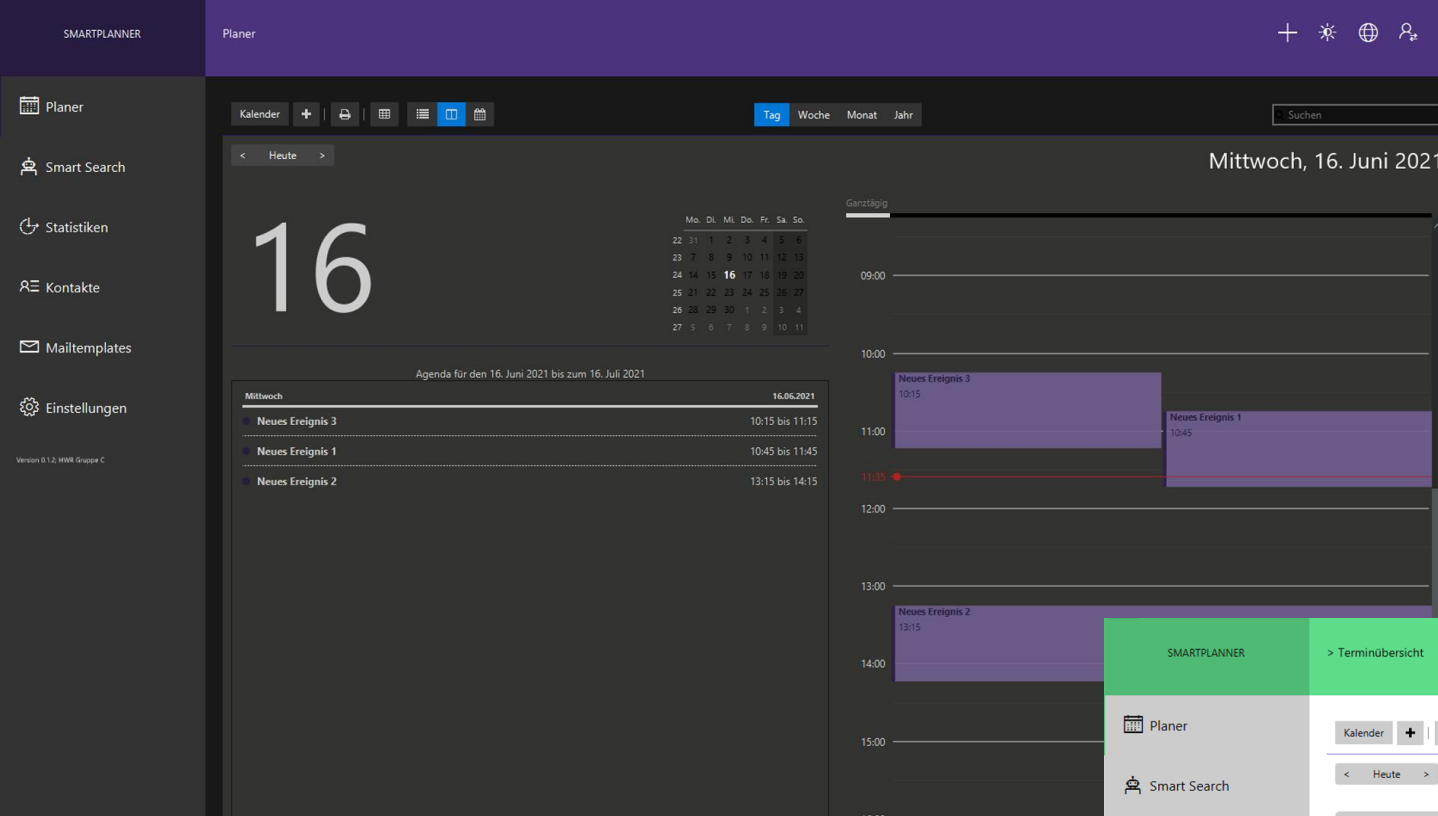 SMARTPLANNER
Planer
Planer
Smart Search
Statistiken
Kontakte
Mailtemplates
Einstellungen
Version 0.1.2; HWR Gruppe C
Kalender
Tag Woche Monat Jahr
Suchen
< Heute >
Mittwoch, 16. Juni 2021
16
Mo. Di. Mi. Do. Fr. Sa. So.
22 31 1 2 3 4 5 6
23 7 8 9 10 11 12 13
24 14 15 16 17 18 19 20
25 21 22 23 24 25 26 27
26 28 29 30 1 2 3 4
27 5 6 7 8 9 10 11
Agenda für den 16. Juni 2021 bis zum 16. Juli 2021
Mittwoch 16.06.2021
Neues Ereignis 3 10:15 bis 11:15
Neues Ereignis 1 10:45 bis 11:45
Neues Ereignis 2 13:15 bis 14:15
Ganztägig
09:00
10:00
Neues Ereignis 3
10:15
Neues Ereignis 1
10:45
11:00
11:35
12:00
13:00
Neues Ereignis 2
13:15
14:00
15:00
SMARTPLANNER
> Terminübersicht
Planer
Smart Search
Kalender
< Heute >